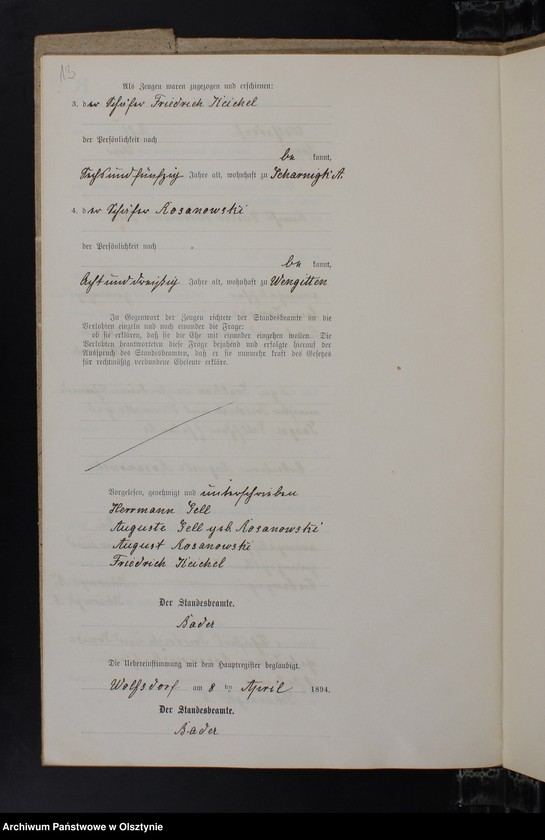 13
Als Zeugen waren zugezogen und erschienen:
3. der Schäfer Friedrich Keichel
der Persönlichkeit nach
be kannt,
Sechsundfünfzig Jahre alt, wohnhaft zu Scharnigk A.
4. der Schäfer Rosanowski
der Persönlichkeit nach
be kannt,
Achtunddreißig Jahre alt, wohnhaft zu Wengitten
In Gegenwart der Zeugen richtete der Standesbeamte an die
Verlobten einzeln und nach einander die Frage:
ob sie erklären, daß sie die Ehe mit einander eingehen wollen. Die
Verlobten beantworteten diese Frage bejahend und erfolgte hierauf der
Ausspruch des Standesbeamten, daß er sie nunmehr kraft des Gesetzes
für rechtmäßig verbundene Eheleute erkläre.
Vorgelesen, genehmigt und unterschrieben
Herrmann Gell
Auguste Gell geb. Rosanowski
August Rosanowski
Friedrich Keichel
Der Standesbeamte.
Bader
Die Uebereinstimmung mit dem Hauptregister beglaubigt.
Wolfsdorf am 8 ten April 1894.
Der Standesbeamte.
Bader
Archiwum Państwowe w Olsztynie